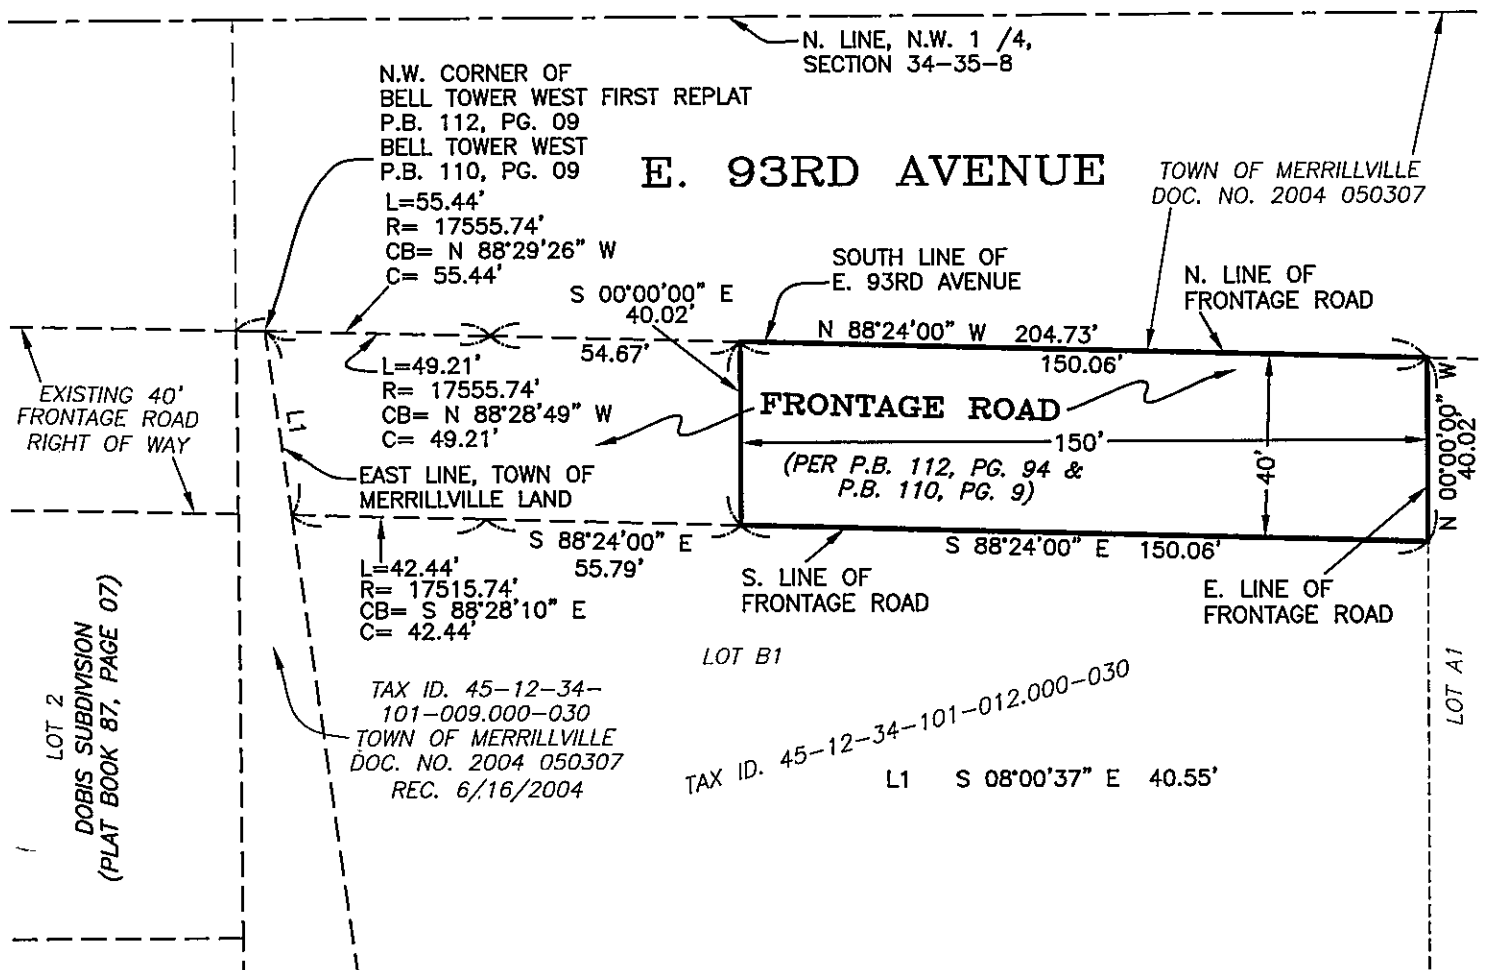 N. LINE, N.W. 1 /4,
SECTION 34-35-8
N.W. CORNER OF
BELL TOWER WEST FIRST REPLAT
P.B. 112, PG. 09
BELL TOWER WEST
P.B. 110, PG. 09
E. 93RD AVENUE
TOWN OF MERRILLVILLE
DOC. NO. 2004 050307
L=55.44'
R= 17555.74'
CB= N 88°29'26" W
C= 55.44'
S 00°00'00" E
40.02'
SOUTH LINE OF
E. 93RD AVENUE
N. LINE OF
FRONTAGE ROAD
N 88°24'00" W 204.73'
54.67'
150.06'
EXISTING 40'
FRONTAGE ROAD
RIGHT OF WAY
L1
L=49.21'
R= 17555.74'
CB= N 88°28'49" W
C= 49.21'
FRONTAGE ROAD
150'
(PER P.B. 112, PG. 94 &
P.B. 110, PG. 9)
40'
N 00°00'00" W
40.02'
EAST LINE, TOWN OF
MERRILLVILLE LAND
S 88°24'00" E
55.79'
S 88°24'00" E 150.06'
L=42.44'
R= 17515.74'
CB= S 88°28'10" E
C= 42.44'
S. LINE OF
FRONTAGE ROAD
E. LINE OF
FRONTAGE ROAD
LOT 2
DOBIS SUBDIVISION
(PLAT BOOK 87, PAGE 07)
LOT B1
LOT A1
TAX ID. 45-12-34-
101-009.000-030
TOWN OF MERRILLVILLE
DOC. NO. 2004 050307
REC. 6/16/2004
TAX ID. 45-12-34-101-012.000-030
L1 S 08°00'37" E 40.55'